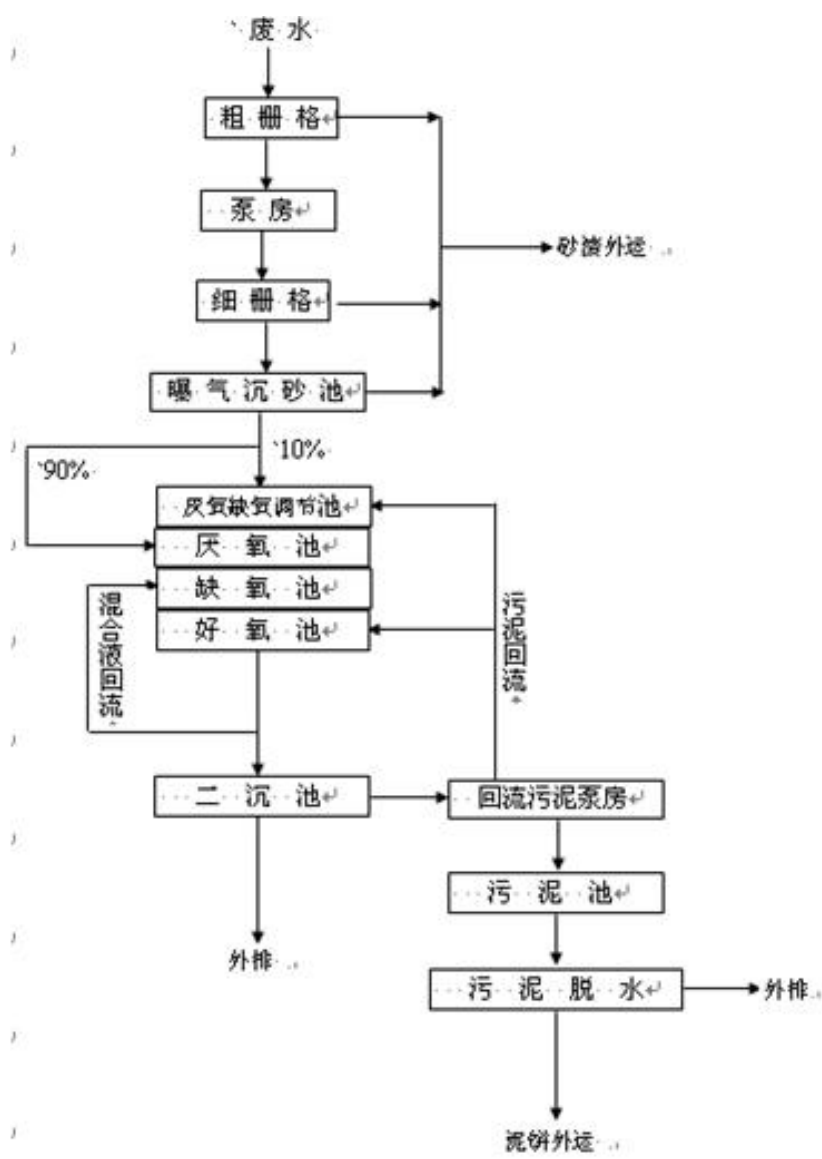 废水
粗栅格
泵房
细栅格
砂渣外运
曝气沉砂池
10%
90%
厌氧缺氧调节池
厌氧池
缺氧池
好氧池
混合液回流
污泥回流
二沉池
回流污泥泵房
污泥池
外排
污泥脱水
外排
泥饼外运